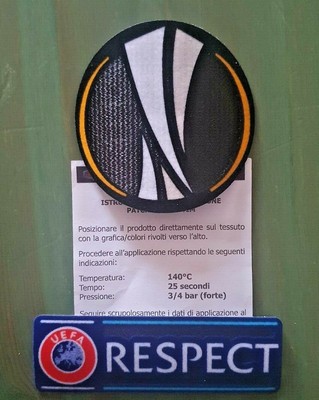 Posizionare il prodotto direttamente sul tessuto
con la grafica/colori rivolti verso l'alto.
Procedere all'applicazione rispettando le seguenti
indicazioni:
Temperatura: 140°C
Tempo: 25 secondi
Pressione: 3/4 bar (forte)
Seguire scrupolosamente i dati di applicazione al
UEFA
RESPECT